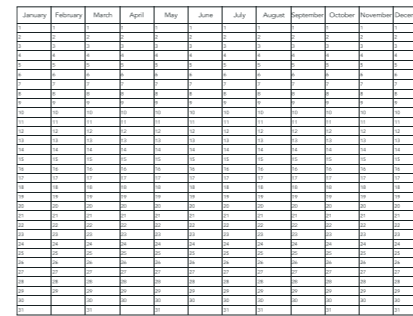 January February March April May June July August September October November Decem
1 1 1 1 1 1 1 1 1 1 1 1
2 2 2 2 2 2 2 2 2 2 2 2
3 3 3 3 3 3 3 3 3 3 3 3
4 4 4 4 4 4 4 4 4 4 4 4
5 5 5 5 5 5 5 5 5 5 5 5
6 6 6 6 6 6 6 6 6 6 6 6
7 7 7 7 7 7 7 7 7 7 7 7
8 8 8 8 8 8 8 8 8 8 8 8
9 9 9 9 9 9 9 9 9 9 9 9
10 10 10 10 10 10 10 10 10 10 10 10
11 11 11 11 11 11 11 11 11 11 11 11
12 12 12 12 12 12 12 12 12 12 12 12
13 13 13 13 13 13 13 13 13 13 13 13
14 14 14 14 14 14 14 14 14 14 14 14
15 15 15 15 15 15 15 15 15 15 15 15
16 16 16 16 16 16 16 16 16 16 16 16
17 17 17 17 17 17 17 17 17 17 17 17
18 18 18 18 18 18 18 18 18 18 18 18
19 19 19 19 19 19 19 19 19 19 19 19
20 20 20 20 20 20 20 20 20 20 20 20
21 21 21 21 21 21 21 21 21 21 21 21
22 22 22 22 22 22 22 22 22 22 22 22
23 23 23 23 23 23 23 23 23 23 23 23
24 24 24 24 24 24 24 24 24 24 24 24
25 25 25 25 25 25 25 25 25 25 25 25
26 26 26 26 26 26 26 26 26 26 26 26
27 27 27 27 27 27 27 27 27 27 27 27
28 28 28 28 28 28 28 28 28 28 28 28
29 29 29 29 29 29 29 29 29 29 29 29
30 30 30 30 30 30 30 30 30 30 30
31 31 31 31 31 31 31